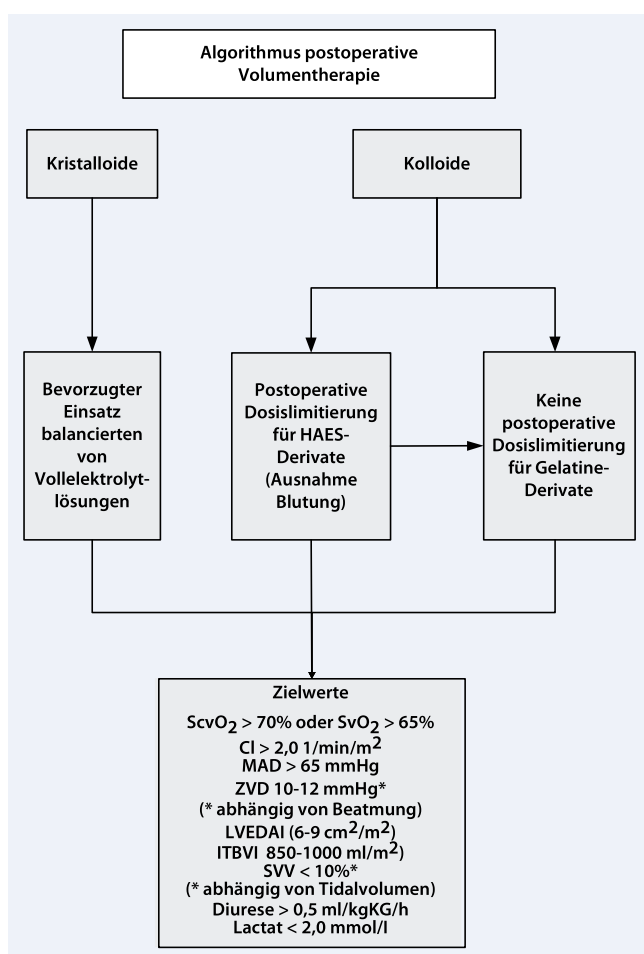 Algorithmus postoperative
Volumentherapie
Kristalloide
Kolloide
Bevorzugter
Einsatz
balancierten
von
Vollelektrolyt-
lösungen
Postoperative
Dosislimitierung
für HAES-
Derivate
(Ausnahme
Blutung)
Keine
postoperative
Dosislimitierung
für Gelatine-
Derivate
Zielwerte
ScvO2 > 70% oder SvO2 > 65%
Cl > 2,0 1/min/m2
MAD > 65 mmHg
ZVD 10-12 mmHg*
(* abhängig von Beatmung)
LVEDAI (6-9 cm2/m2)
ITBVI 850-1000 ml/m2)
SVV < 10%*
(* abhängig von Tidalvolumen)
Diurese > 0,5 ml/kgKG/h
Lactat < 2,0 mmol/l